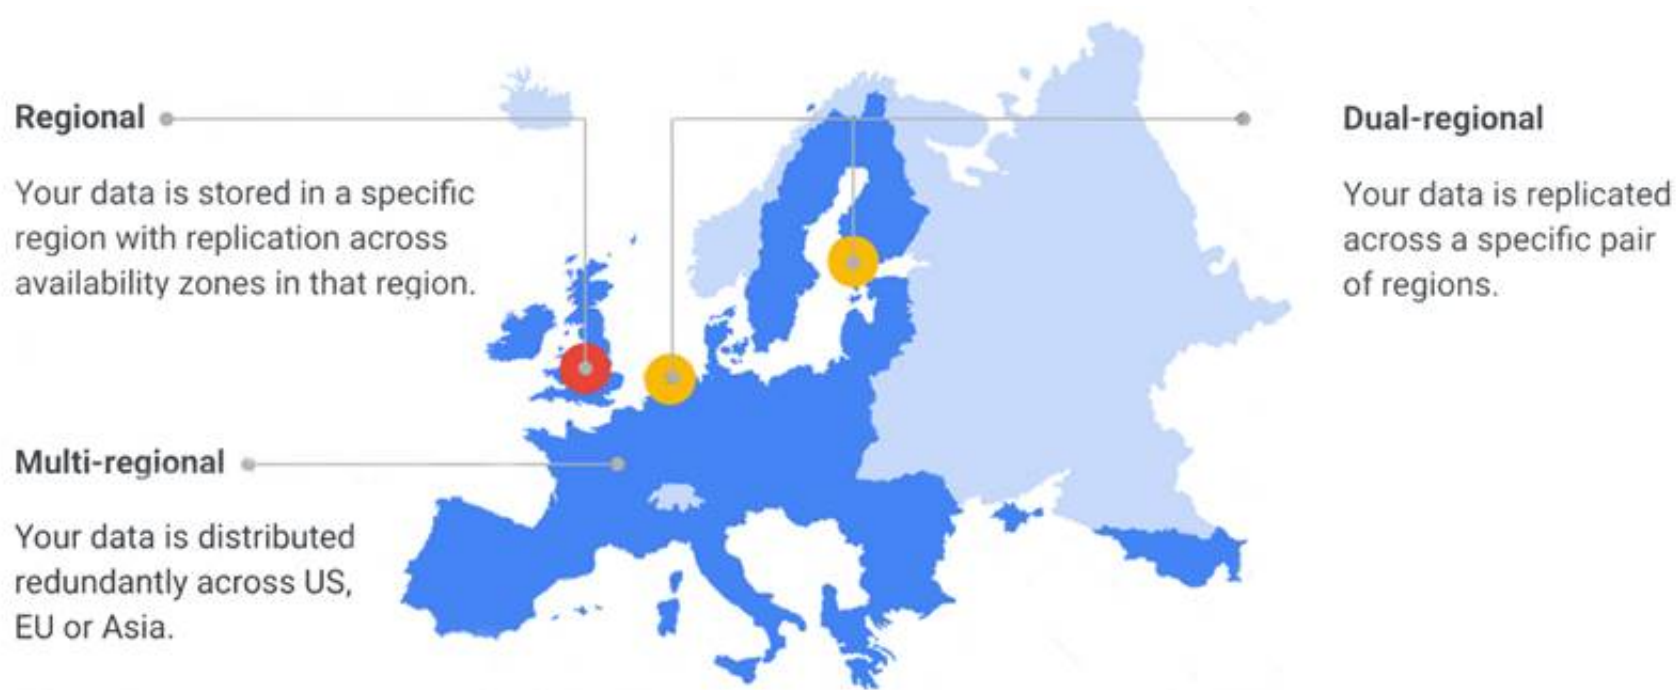 Regional
Your data is stored in a specific
region with replication across
availability zones in that region.
Multi-regional
Your data is distributed
redundantly across US,
EU or Asia.
Dual-regional
Your data is replicated
across a specific pair
of regions.